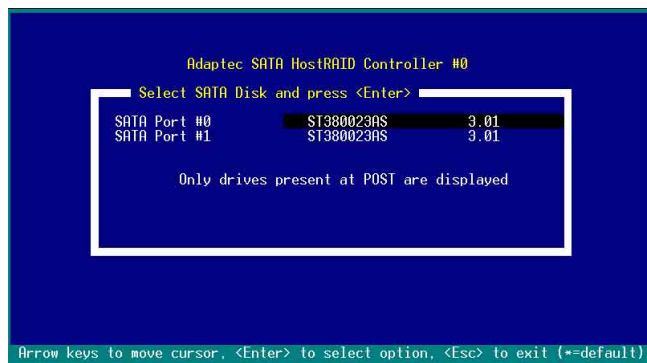 Adaptec SATA HostRAID Controller #0
Select SATA Disk and press <Enter>
SATA Port #0 ST380023AS 3.01
SATA Port #1 ST380023AS 3.01
Only drives present at POST are displayed
Arrow keys to move cursor, <Enter> to select option, <Esc> to exit (*=default)